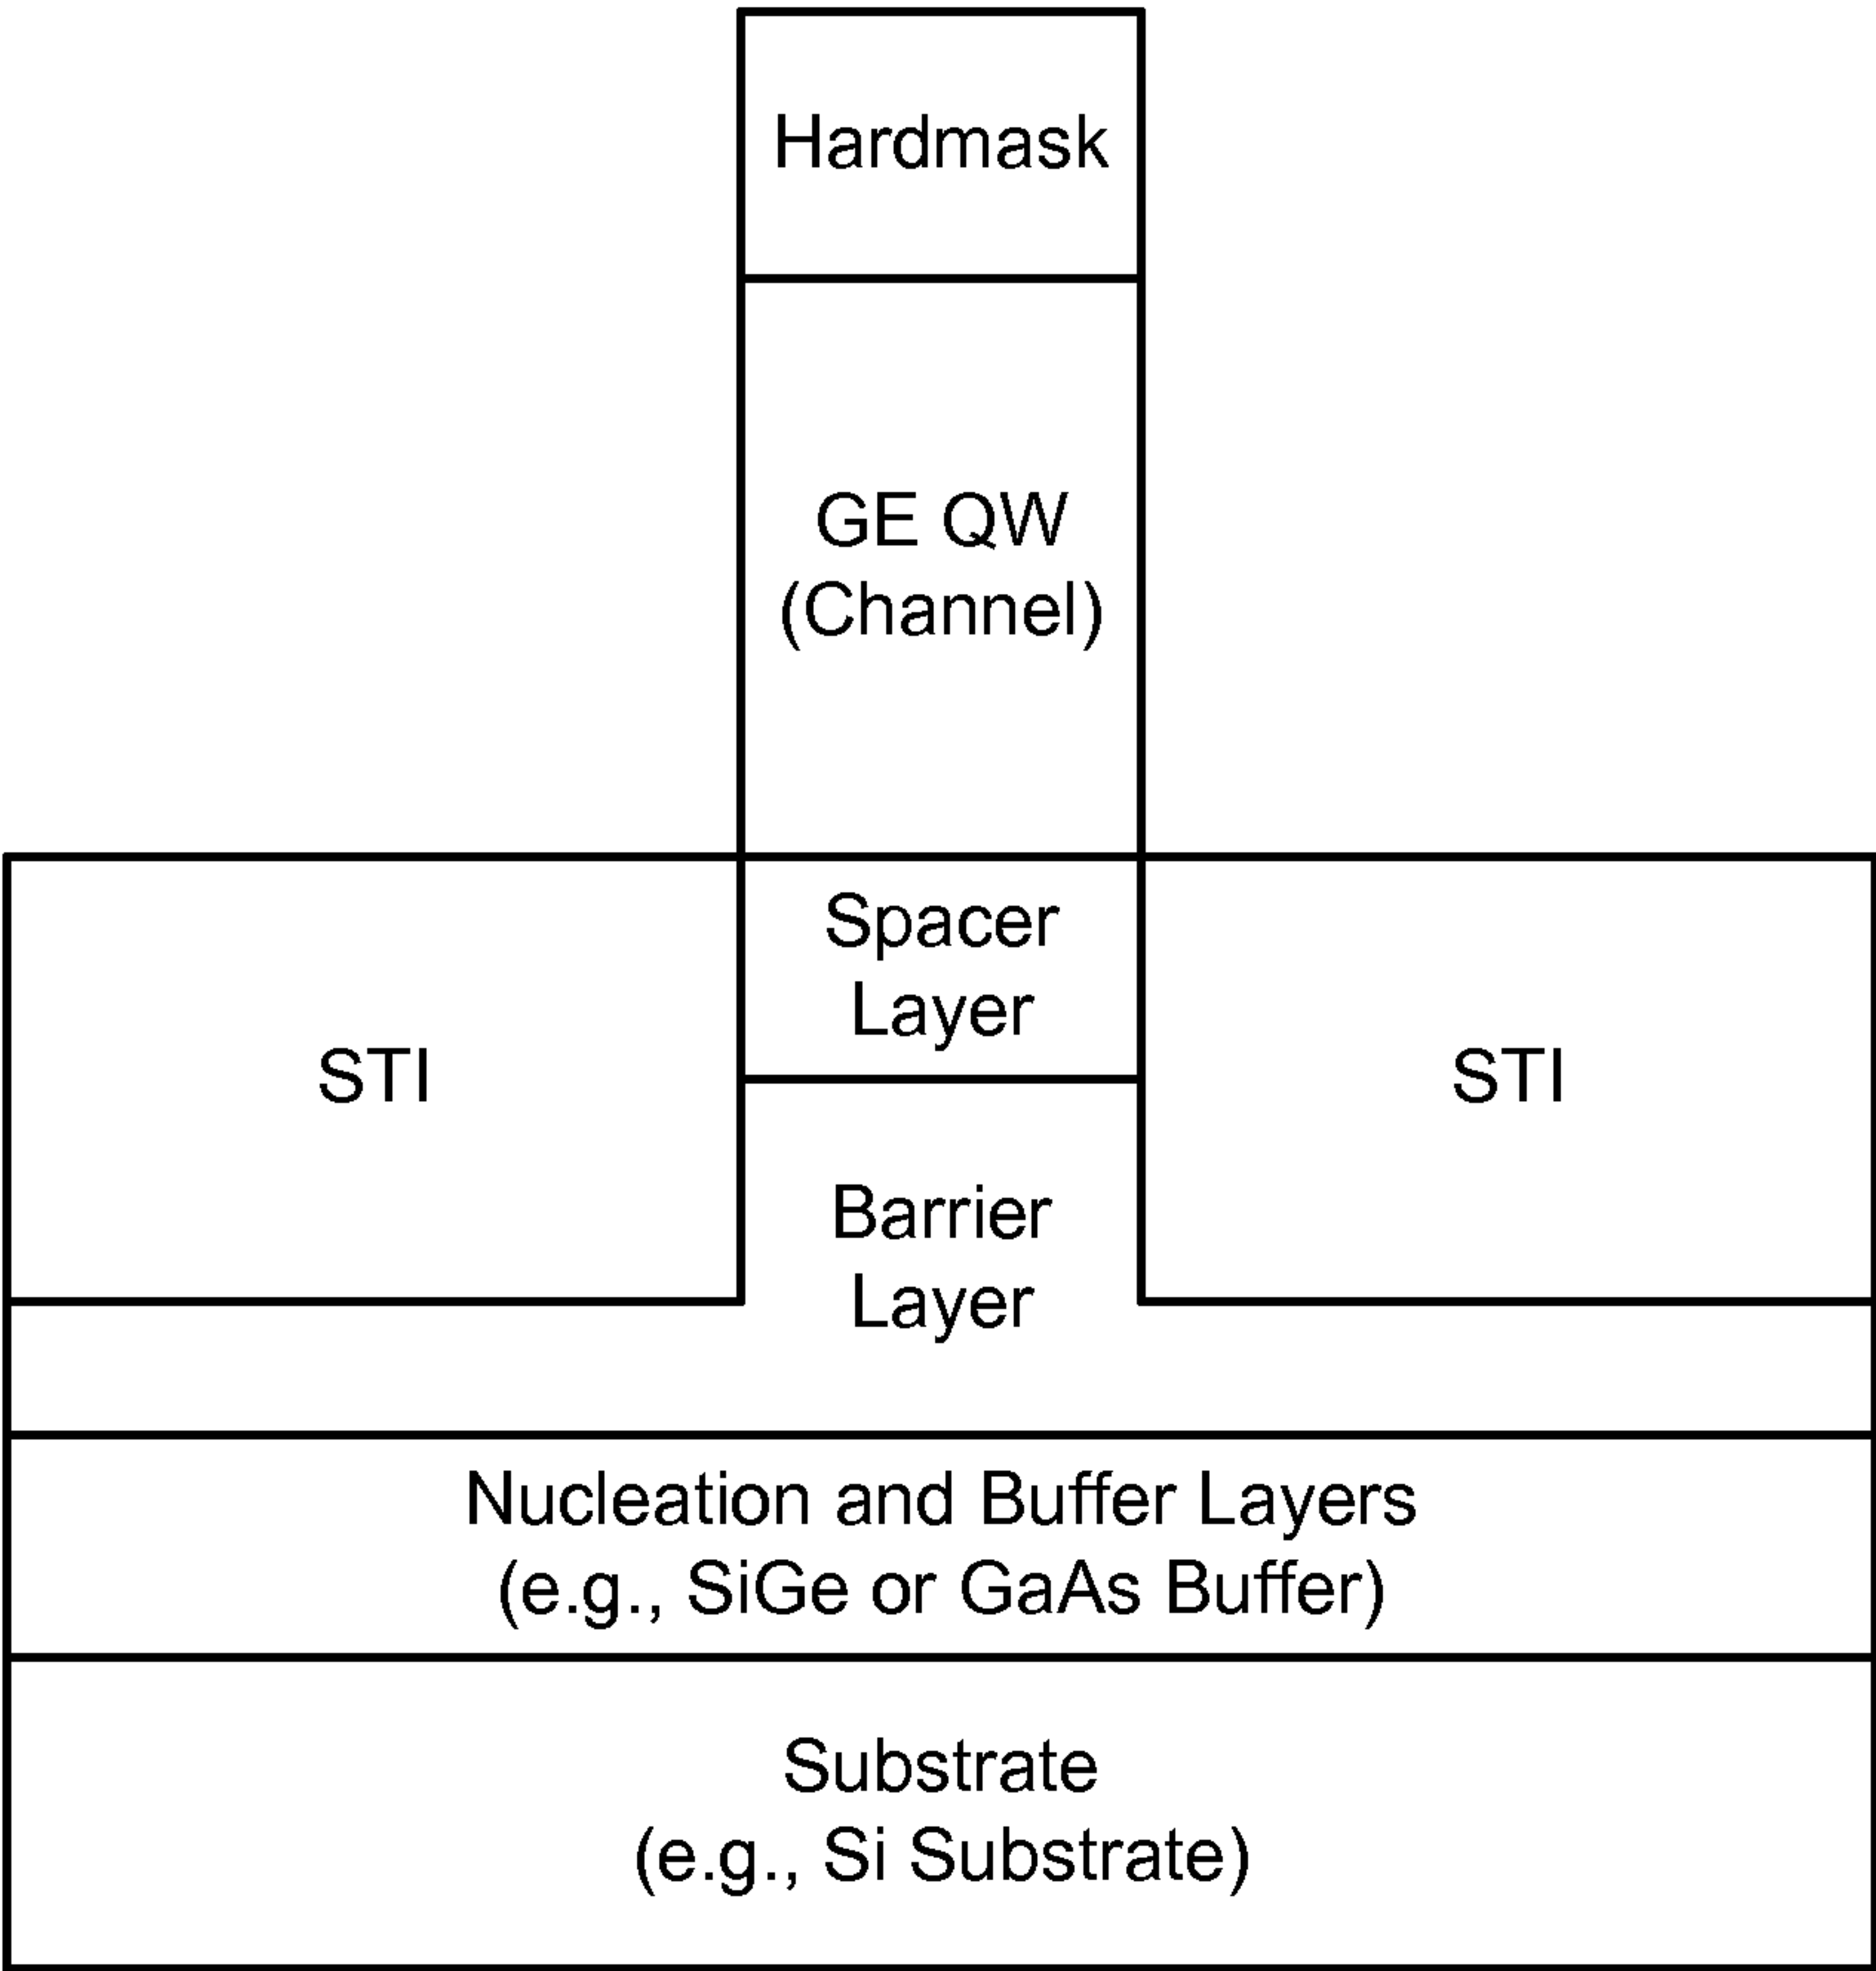 Hardmask
GE QW
(Channel)
Spacer
Layer
STI
STI
Barrier
Layer
Nucleation and Buffer Layers
(e.g., SiGe or GaAs Buffer)
Substrate
(e.g., Si Substrate)